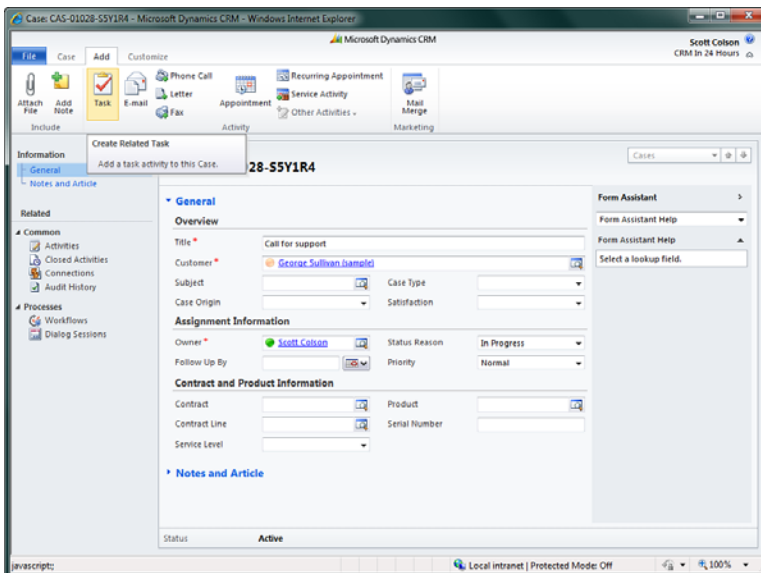 Case: CAS-01028-S5Y1R4 - Microsoft Dynamics CRM - Windows Internet Explorer
Microsoft Dynamics CRM
Scott Colson
CRM In 24 Hours
File Case Add Customize
Attach File
Add Note
Task
E-mail
Phone Call
Letter
Fax
Appointment
Recurring Appointment
Service Activity
Other Activities
Mail Merge
Include Activity Marketing
Create Related Task
Add a task activity to this Case.
Information
General
Notes and Article
Related
Common
Activities
Closed Activities
Connections
Audit History
Processes
Workflows
Dialog Sessions
28-S5Y1R4
Cases
General
Overview
Title * Call for support
Customer * George Sullivan (sample)
Subject Case Type
Case Origin Satisfaction
Assignment Information
Owner * Scott Colson Status Reason In Progress
Follow Up By Priority Normal
Contract and Product Information
Contract Product
Contract Line Serial Number
Service Level
Notes and Article
Form Assistant
Form Assistant Help
Form Assistant Help
Select a lookup field.
Status Active
javascript:; Local intranet | Protected Mode: Off 100%